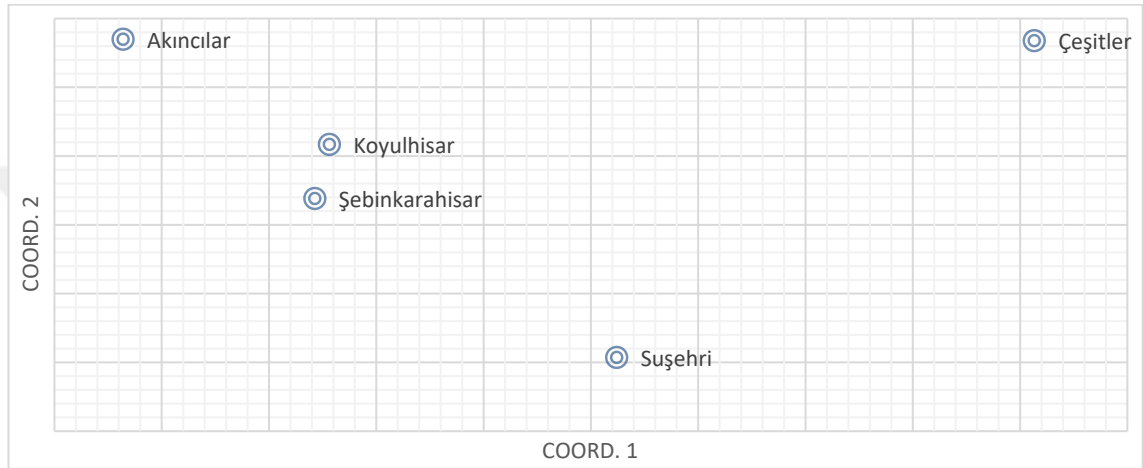 Akıncılar
Çeşitler
Koyulhisar
Şebinkarahisar
Suşehri
COORD. 2
COORD. 1